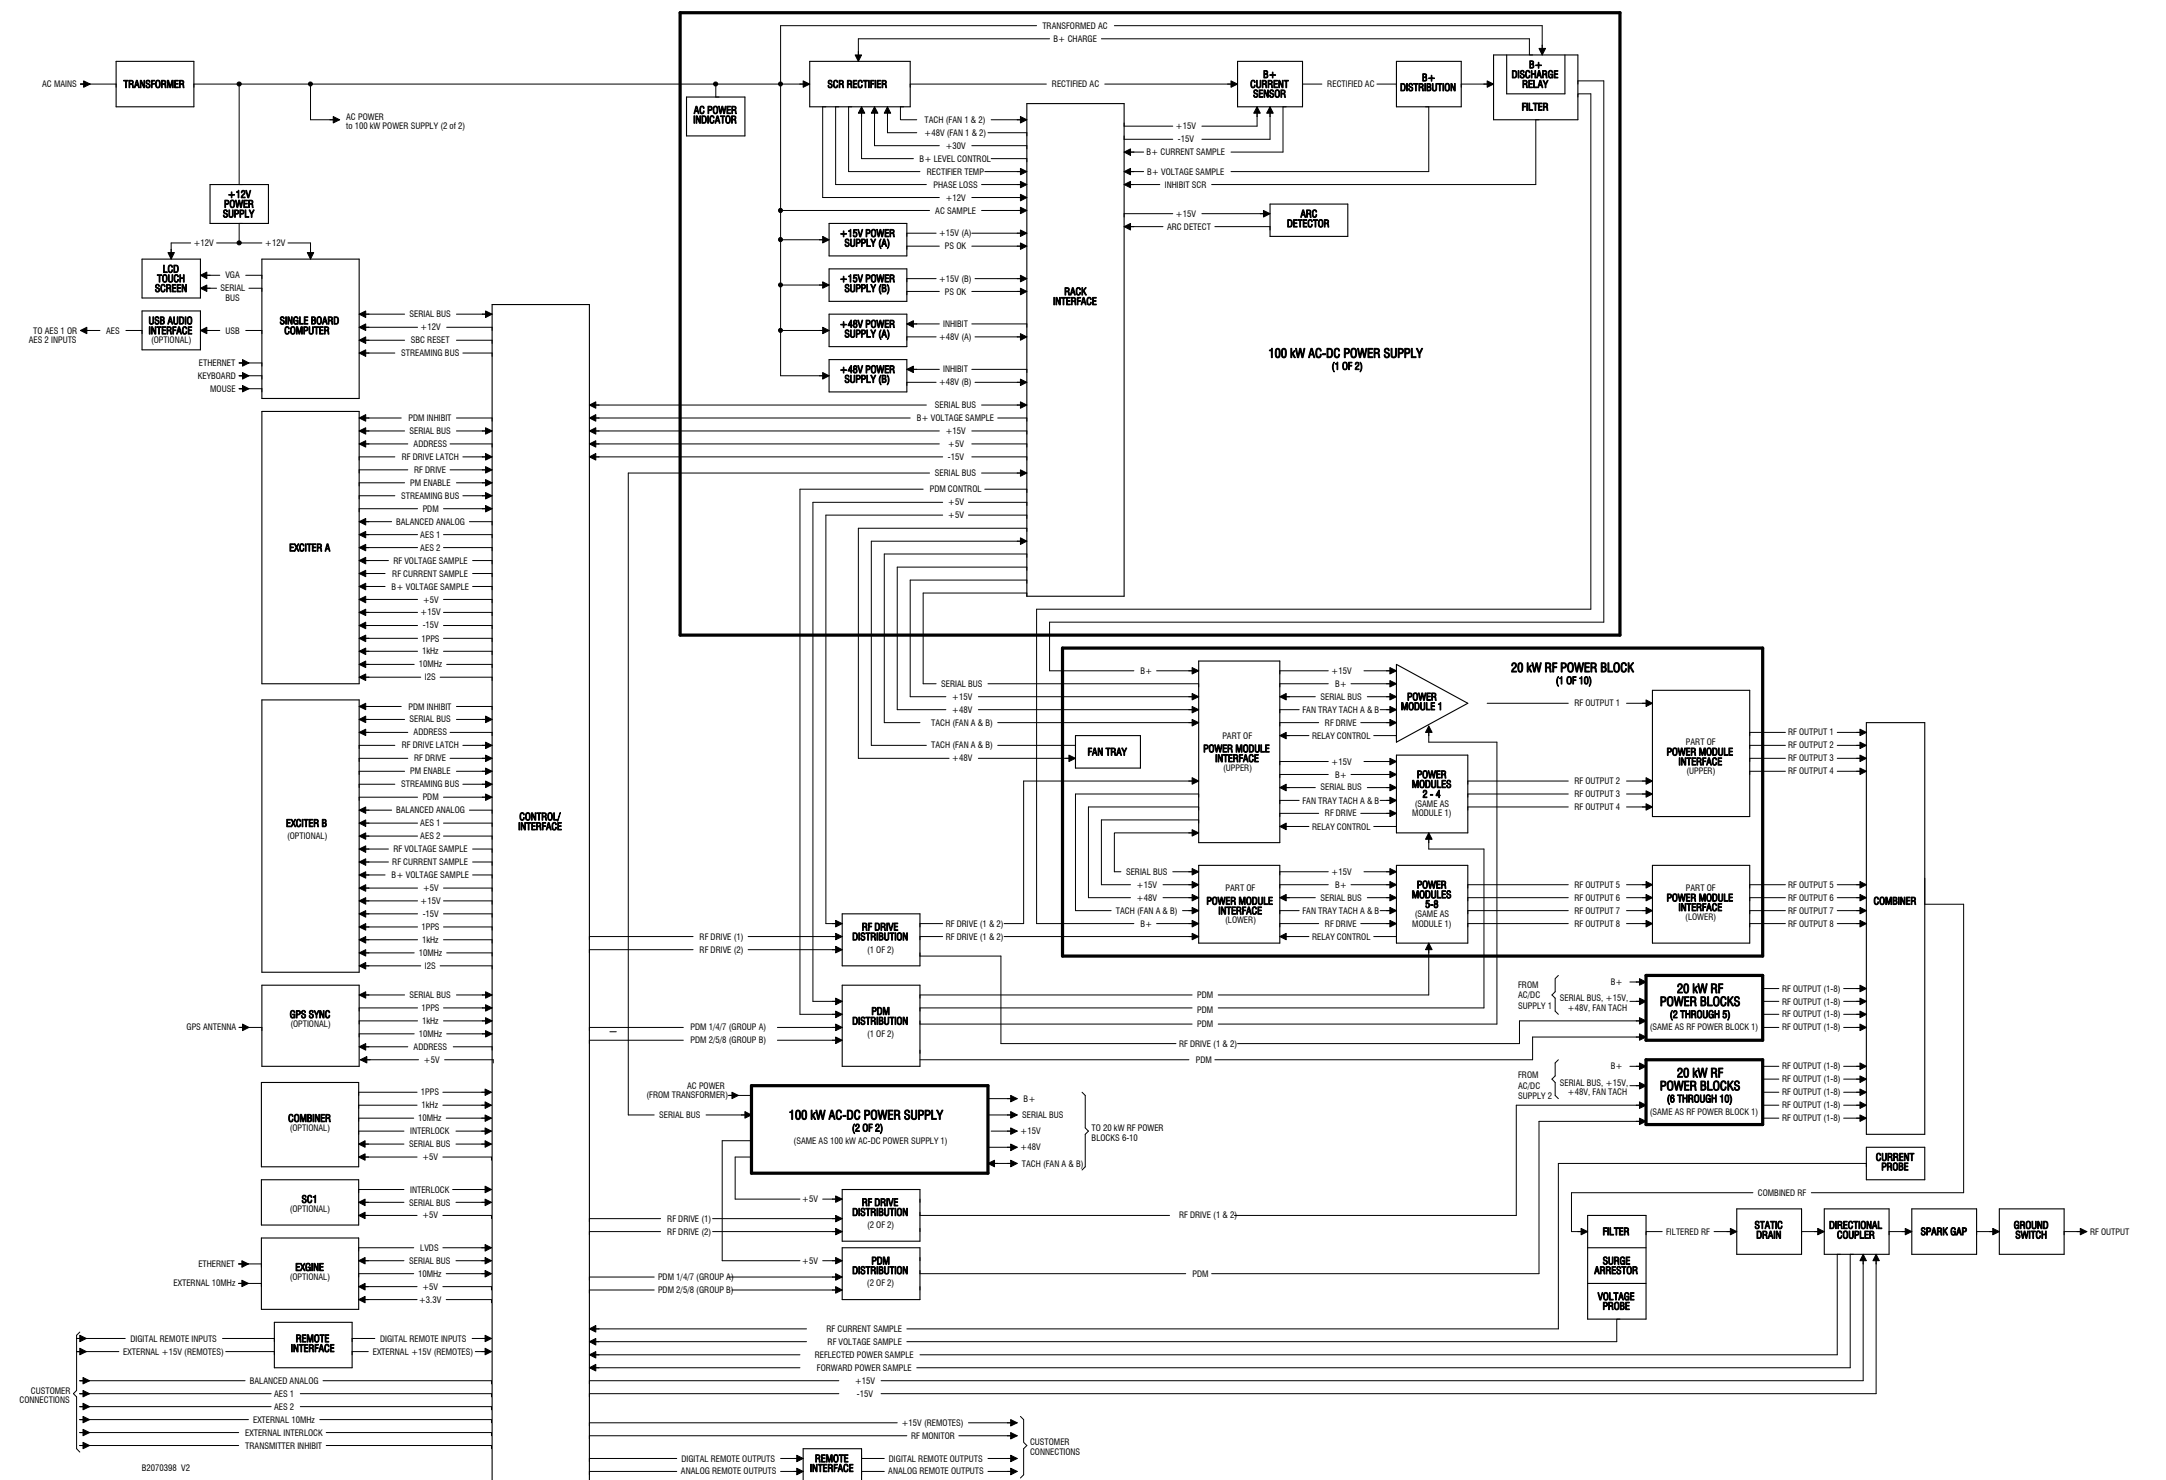 TRANSFORMED AC
B+ CHARGE
AC MAINS
TRANSFORMER
SCR RECTIFIER
RECTIFIED AC
B+
CURRENT
SENSOR
RECTIFIED AC
B+
DISTRIBUTION
B+
DISCHARGE
RELAY
FILTER
AC POWER
INDICATOR
AC POWER
to 100 kW POWER SUPPLY (2 of 2)
TACH (FAN 1 & 2)
+48V (FAN 1 & 2)
+30V
B+ LEVEL CONTROL
RECTIFIER TEMP
PHASE LOSS
+12V
AC SAMPLE
+15V
-15V
B+ CURRENT SAMPLE
B+ VOLTAGE SAMPLE
INHIBIT SCR
+15V
ARC DETECT
ARC
DETECTOR
+12V
POWER
SUPPLY
+12V
+12V
+15V POWER
SUPPLY (A)
+15V (A)
PS OK
+15V POWER
SUPPLY (B)
+15V (B)
PS OK
+48V POWER
SUPPLY (A)
INHIBIT
+48V (A)
+48V POWER
SUPPLY (B)
INHIBIT
+48V (B)
RACK
INTERFACE
100 kW AC-DC POWER SUPPLY
(1 OF 2)
LCD
TOUCH
SCREEN
VGA
SERIAL
BUS
TO AES 1 OR
AES 2 INPUTS
AES
USB AUDIO
INTERFACE
(OPTIONAL)
USB
SINGLE BOARD
COMPUTER
ETHERNET
KEYBOARD
MOUSE
SERIAL BUS
+12V
SBC RESET
STREAMING BUS
SERIAL BUS
B+ VOLTAGE SAMPLE
+15V
+5V
-15V
SERIAL BUS
PDM CONTROL
+5V
+5V
EXCITER A
PDM INHIBIT
SERIAL BUS
ADDRESS
RF DRIVE LATCH
RF DRIVE
PM ENABLE
STREAMING BUS
PDM
BALANCED ANALOG
AES 1
AES 2
RF VOLTAGE SAMPLE
RF CURRENT SAMPLE
B+ VOLTAGE SAMPLE
+5V
+15V
-15V
1PPS
1kHz
10MHz
I2S
EXCITER B
(OPTIONAL)
PDM INHIBIT
SERIAL BUS
ADDRESS
RF DRIVE LATCH
RF DRIVE
PM ENABLE
STREAMING BUS
PDM
BALANCED ANALOG
AES 1
AES 2
RF VOLTAGE SAMPLE
RF CURRENT SAMPLE
B+ VOLTAGE SAMPLE
+5V
+15V
-15V
1PPS
1kHz
10MHz
I2S
CONTROL/
INTERFACE
20 kW RF POWER BLOCK
(1 OF 10)
B+
SERIAL BUS
+15V
+48V
TACH (FAN A & B)
TACH (FAN A & B)
+48V
FAN TRAY
PART OF
POWER MODULE
INTERFACE
(UPPER)
+15V
B+
SERIAL BUS
FAN TRAY TACH A & B
RF DRIVE
RELAY CONTROL
POWER
MODULE 1
RF OUTPUT 1
+15V
B+
SERIAL BUS
FAN TRAY TACH A & B
RF DRIVE
RELAY CONTROL
POWER
MODULES
2 - 4
(SAME AS
MODULE 1)
RF OUTPUT 2
RF OUTPUT 3
RF OUTPUT 4
PART OF
POWER MODULE
INTERFACE
(UPPER)
RF OUTPUT 1
RF OUTPUT 2
RF OUTPUT 3
RF OUTPUT 4
SERIAL BUS
+15V
+48V
TACH (FAN A & B)
B+
PART OF
POWER MODULE
INTERFACE
(LOWER)
+15V
B+
SERIAL BUS
FAN TRAY TACH A & B
RF DRIVE
RELAY CONTROL
POWER
MODULES
5-8
(SAME AS
MODULE 1)
RF OUTPUT 5
RF OUTPUT 6
RF OUTPUT 7
RF OUTPUT 8
PART OF
POWER MODULE
INTERFACE
(LOWER)
RF OUTPUT 5
RF OUTPUT 6
RF OUTPUT 7
RF OUTPUT 8
COMBINER
RF DRIVE (1)
RF DRIVE (2)
RF DRIVE
DISTRIBUTION
(1 OF 2)
RF DRIVE (1 & 2)
RF DRIVE (1 & 2)
PDM 1/4/7 (GROUP A)
PDM 2/5/8 (GROUP B)
PDM
DISTRIBUTION
(1 OF 2)
PDM
PDM
PDM
RF DRIVE (1 & 2)
PDM
FROM
AC/DC
SUPPLY 1
B+
SERIAL BUS, +15V,
+48V, FAN TACH
20 kW RF
POWER BLOCKS
(2 THROUGH 5)
(SAME AS RF POWER BLOCK 1)
RF OUTPUT (1-8)
RF OUTPUT (1-8)
RF OUTPUT (1-8)
RF OUTPUT (1-8)
FROM
AC/DC
SUPPLY 2
B+
SERIAL BUS, +15V,
+48V, FAN TACH
20 kW RF
POWER BLOCKS
(6 THROUGH 10)
(SAME AS RF POWER BLOCK 1)
RF OUTPUT (1-8)
RF OUTPUT (1-8)
RF OUTPUT (1-8)
RF OUTPUT (1-8)
RF OUTPUT (1-8)
GPS ANTENNA
GPS SYNC
(OPTIONAL)
SERIAL BUS
1PPS
1kHz
10MHz
ADDRESS
+5V
COMBINER
(OPTIONAL)
1PPS
1kHz
10MHz
INTERLOCK
SERIAL BUS
+5V
SC1
(OPTIONAL)
INTERLOCK
SERIAL BUS
+5V
ETHERNET
EXTERNAL 10MHz
EXGINE
(OPTIONAL)
LVDS
SERIAL BUS
10MHz
+5V
+3.3V
AC POWER
(FROM TRANSFORMER)
SERIAL BUS
100 kW AC-DC POWER SUPPLY
(2 OF 2)
(SAME AS 100 kW AC-DC POWER SUPPLY 1)
B+
SERIAL BUS
+15V
+48V
TACH (FAN A & B)
TO 20 kW RF POWER
BLOCKS 6-10
+5V
RF DRIVE (1)
RF DRIVE (2)
RF DRIVE
DISTRIBUTION
(2 OF 2)
RF DRIVE (1 & 2)
+5V
PDM 1/4/7 (GROUP A)
PDM 2/5/8 (GROUP B)
PDM
DISTRIBUTION
(2 OF 2)
PDM
CURRENT
PROBE
COMBINED RF
FILTER
SURGE
ARRESTOR
VOLTAGE
PROBE
FILTERED RF
STATIC
DRAIN
DIRECTIONAL
COUPLER
SPARK GAP
GROUND
SWITCH
RF OUTPUT
RF CURRENT SAMPLE
RF VOLTAGE SAMPLE
REFLECTED POWER SAMPLE
FORWARD POWER SAMPLE
+15V
-15V
DIGITAL REMOTE INPUTS
EXTERNAL +15V (REMOTES)
REMOTE
INTERFACE
DIGITAL REMOTE INPUTS
EXTERNAL +15V (REMOTES)
CUSTOMER
CONNECTIONS
BALANCED ANALOG
AES 1
AES 2
EXTERNAL 10MHz
EXTERNAL INTERLOCK
TRANSMITTER INHIBIT
+15V (REMOTES)
RF MONITOR
DIGITAL REMOTE OUTPUTS
ANALOG REMOTE OUTPUTS
REMOTE
INTERFACE
DIGITAL REMOTE OUTPUTS
ANALOG REMOTE OUTPUTS
CUSTOMER
CONNECTIONS
B2070398 V2